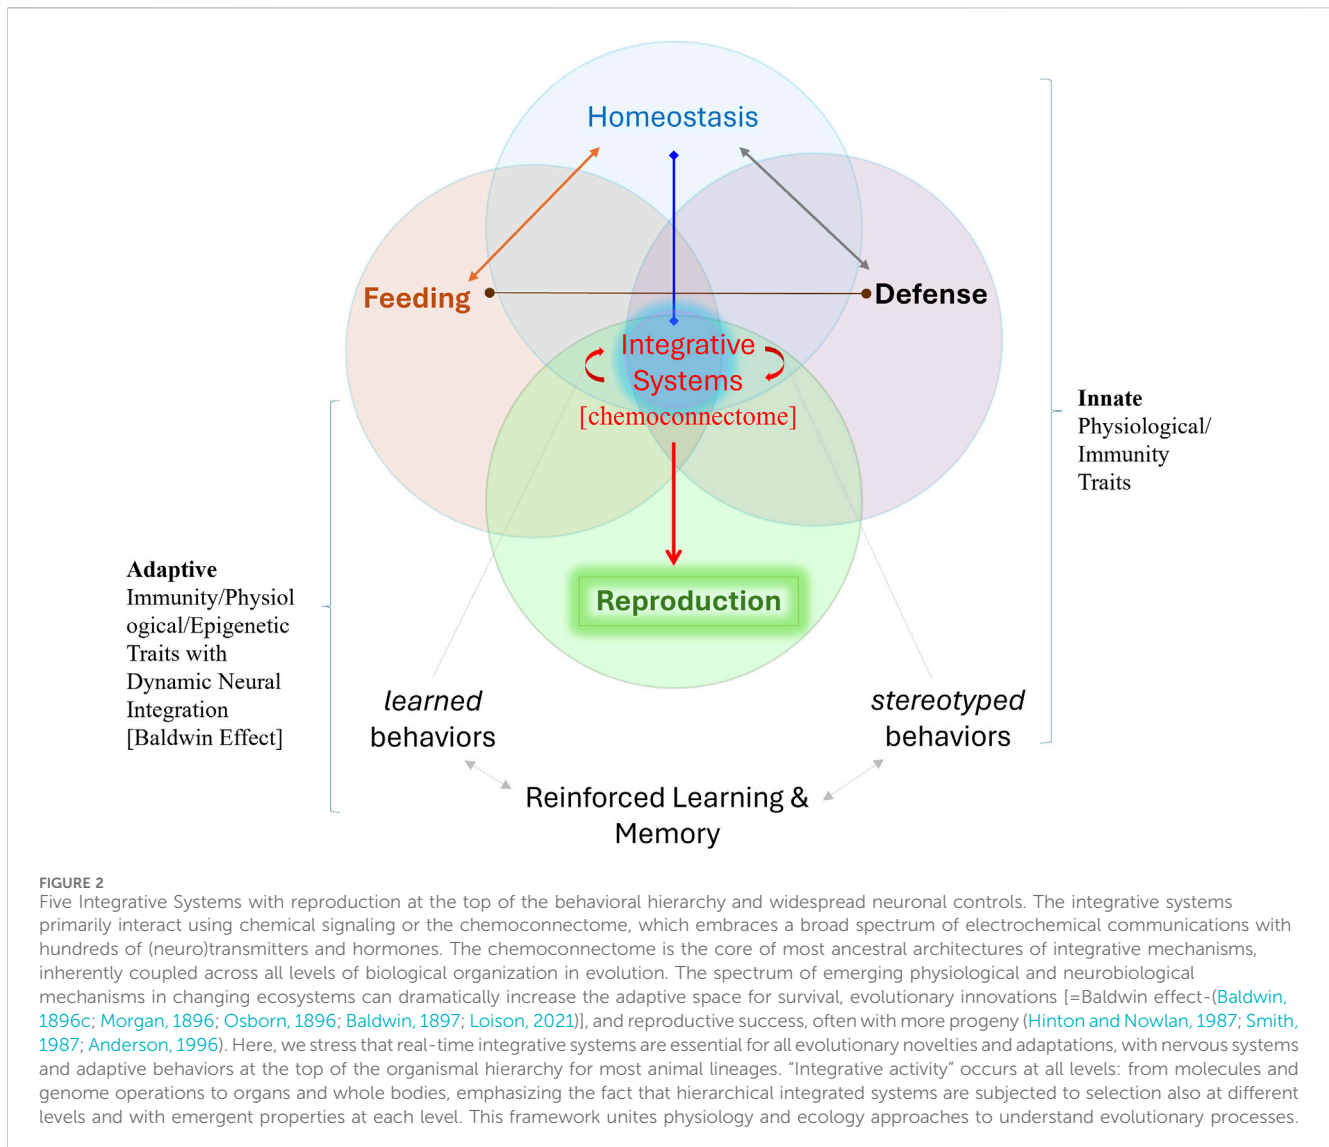 Homeostasis
Feeding
Defense
Integrative
Systems
[chemoconnectome]
Innate
Physiological/
Immunity
Traits
Reproduction
Adaptive
Immunity/Physiol
ogical/Epigenetic
Traits with
Dynamic Neural
Integration
[Baldwin Effect]
learned
behaviors
stereotyped
behaviors
Reinforced Learning &
Memory
FIGURE 2
Five Integrative Systems with reproduction at the top of the behavioral hierarchy and widespread neuronal controls. The integrative systems
primarily interact using chemical signaling or the chemoconnectome, which embraces a broad spectrum of electrochemical communications with
hundreds of (neuro)transmitters and hormones. The chemoconnectome is the core of most ancestral architectures of integrative mechanisms,
inherently coupled across all levels of biological organization in evolution. The spectrum of emerging physiological and neurobiological
mechanisms in changing ecosystems can dramatically increase the adaptive space for survival, evolutionary innovations [=Baldwin effect-(Baldwin,
1896c; Morgan, 1896; Osborn, 1896; Baldwin, 1897; Loison, 2021)], and reproductive success, often with more progeny (Hinton and Nowlan, 1987; Smith,
1987; Anderson, 1996). Here, we stress that real-time integrative systems are essential for all evolutionary novelties and adaptations, with nervous systems
and adaptive behaviors at the top of the organismal hierarchy for most animal lineages. “Integrative activity” occurs at all levels: from molecules and
genome operations to organs and whole bodies, emphasizing the fact that hierarchical integrated systems are subjected to selection also at different
levels and with emergent properties at each level. This framework unites physiology and ecology approaches to understand evolutionary processes.